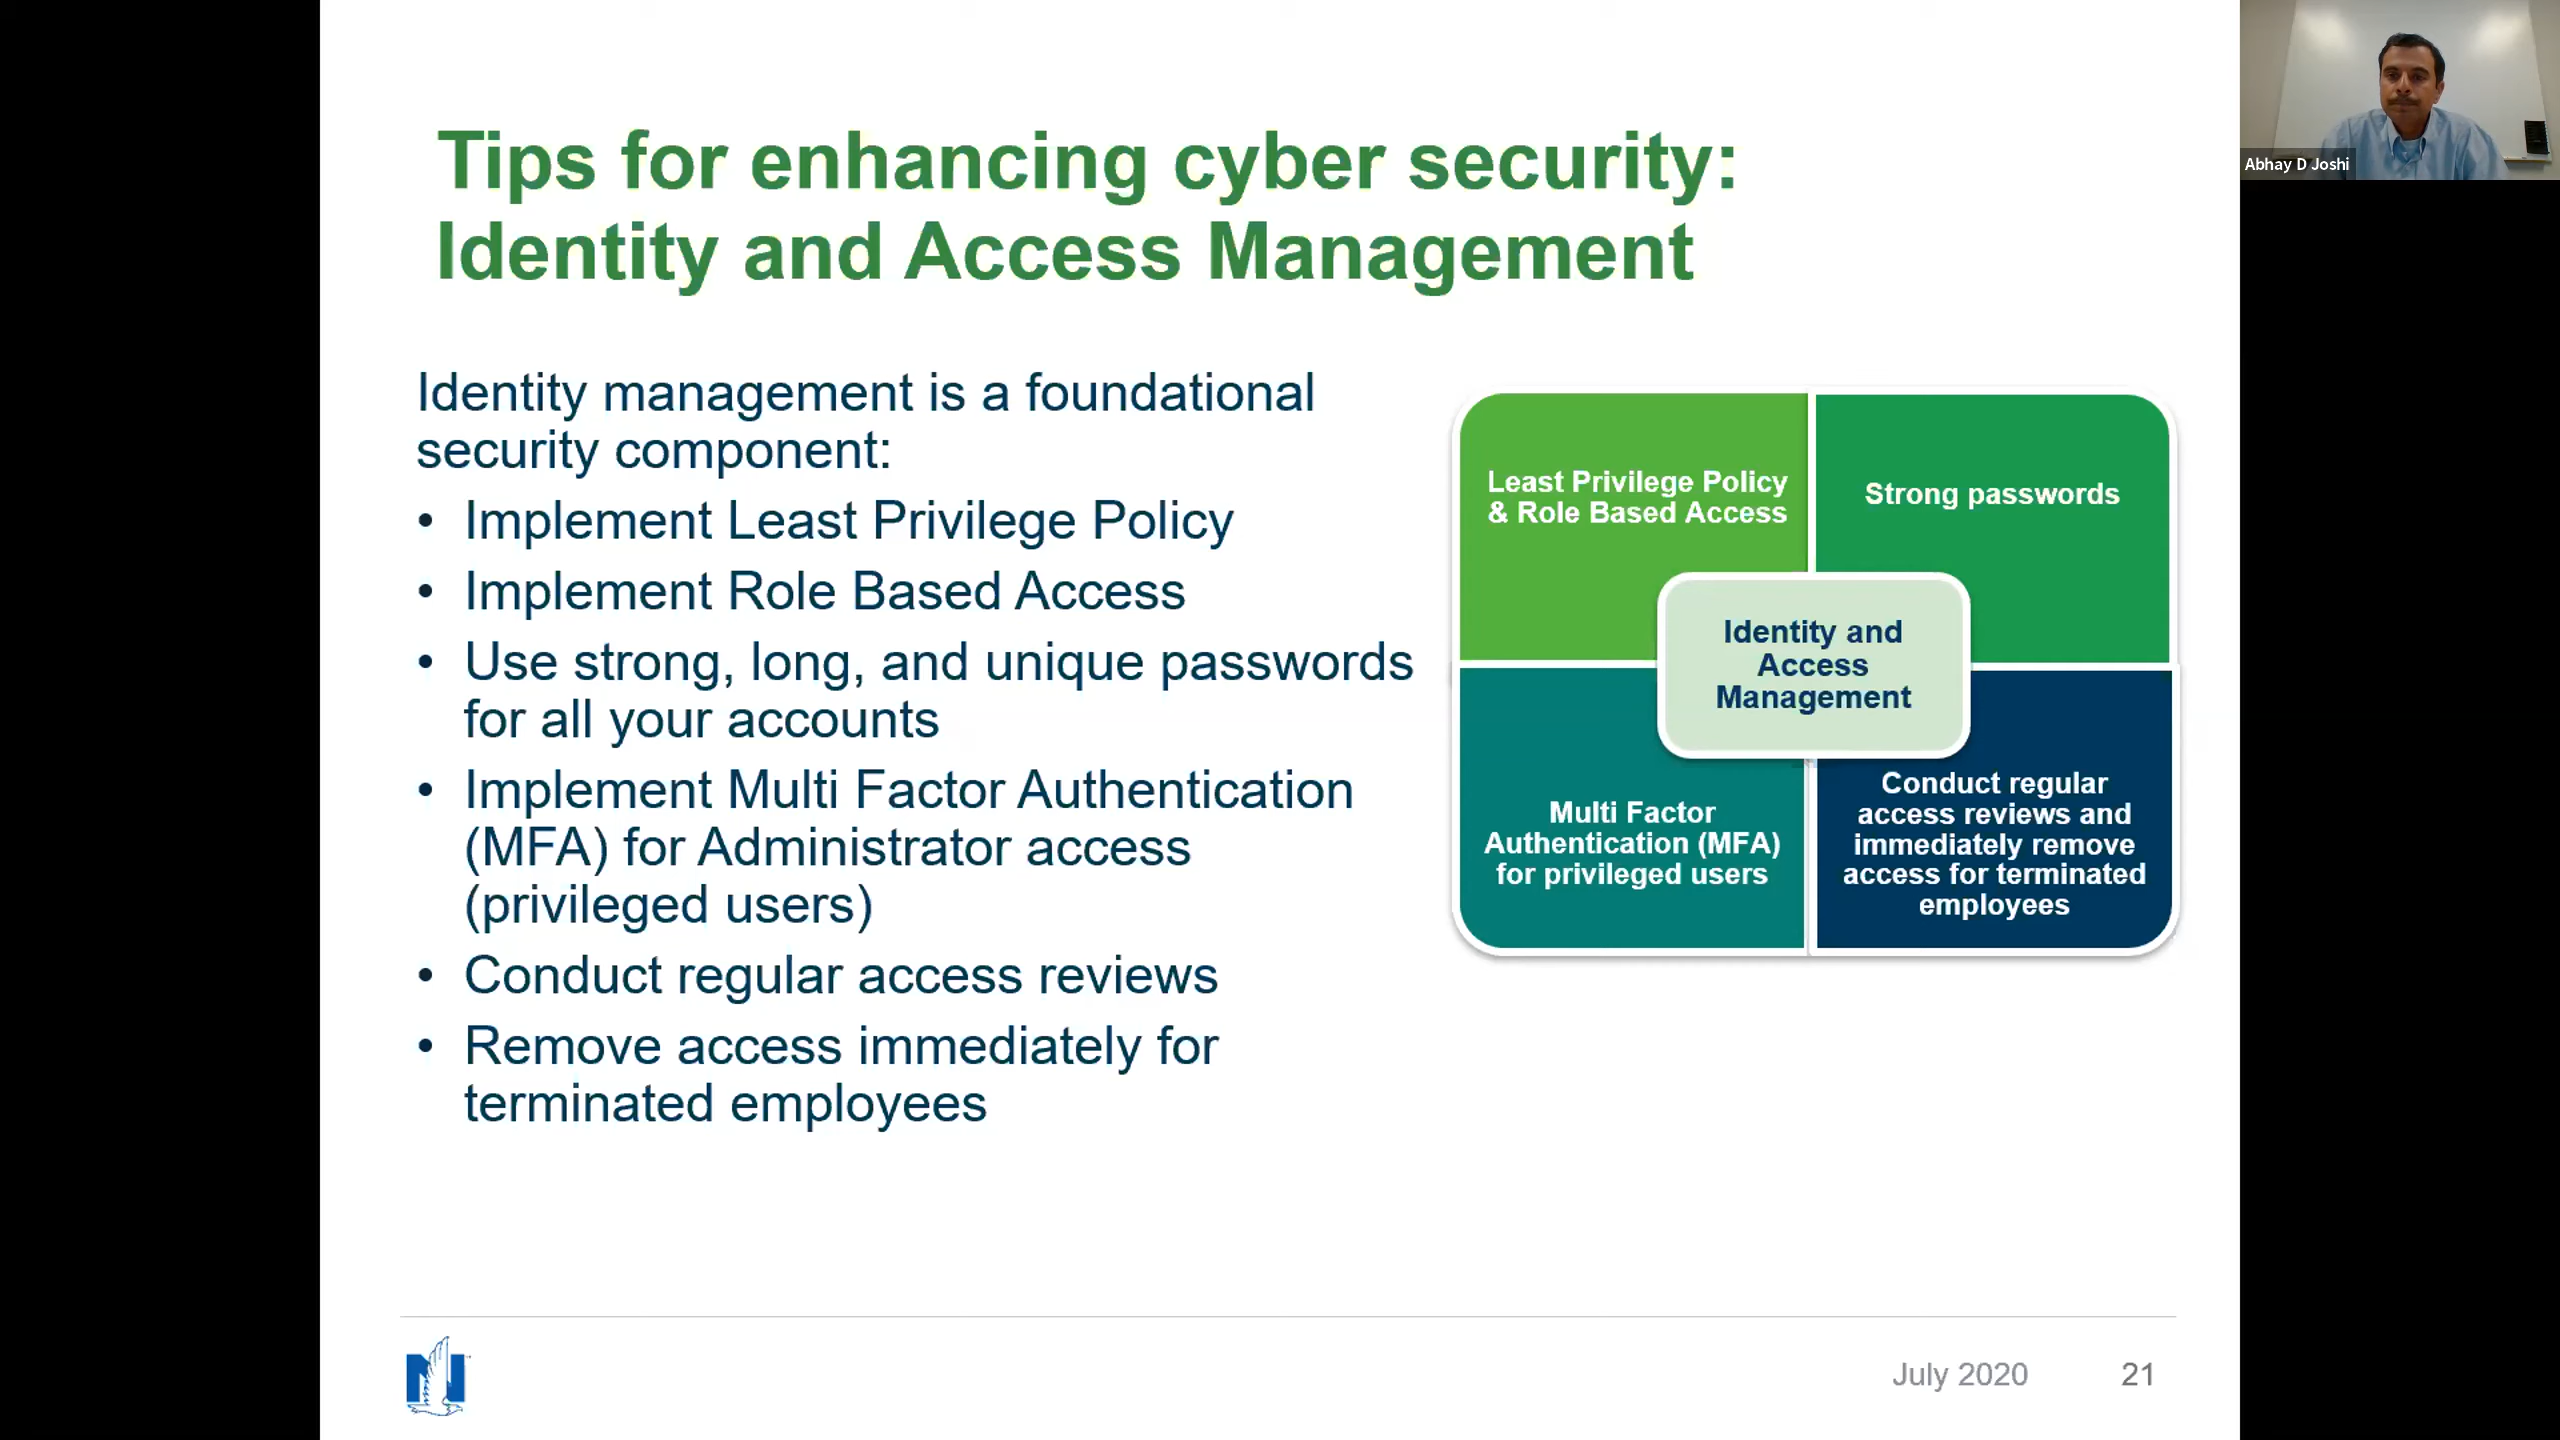 Tips for enhancing cyber security:
Identity and Access Management
Identity management is a foundational
security component:
• Implement Least Privilege Policy
• Implement Role Based Access
• Use strong, long, and unique passwords
for all your accounts
• Implement Multi Factor Authentication
(MFA) for Administrator access
(privileged users)
• Conduct regular access reviews
• Remove access immediately for
terminated employees
Least Privilege Policy
& Role Based Access
Strong passwords
Identity and
Access
Management
Multi Factor
Authentication (MFA)
for privileged users
Conduct regular
access reviews and
immediately remove
access for terminated
employees
N
July 2020
21
Abhay D Joshi